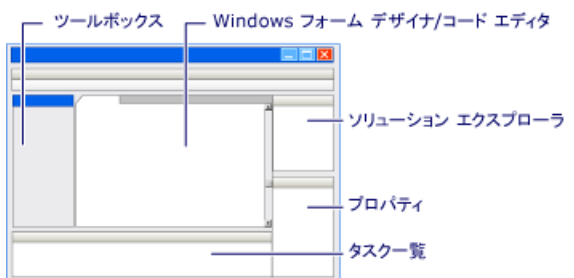 ツールボックス
Windows フォーム デザイナ/コード エディタ
ソリューション エクスプローラ
プロパティ
タスク一覧